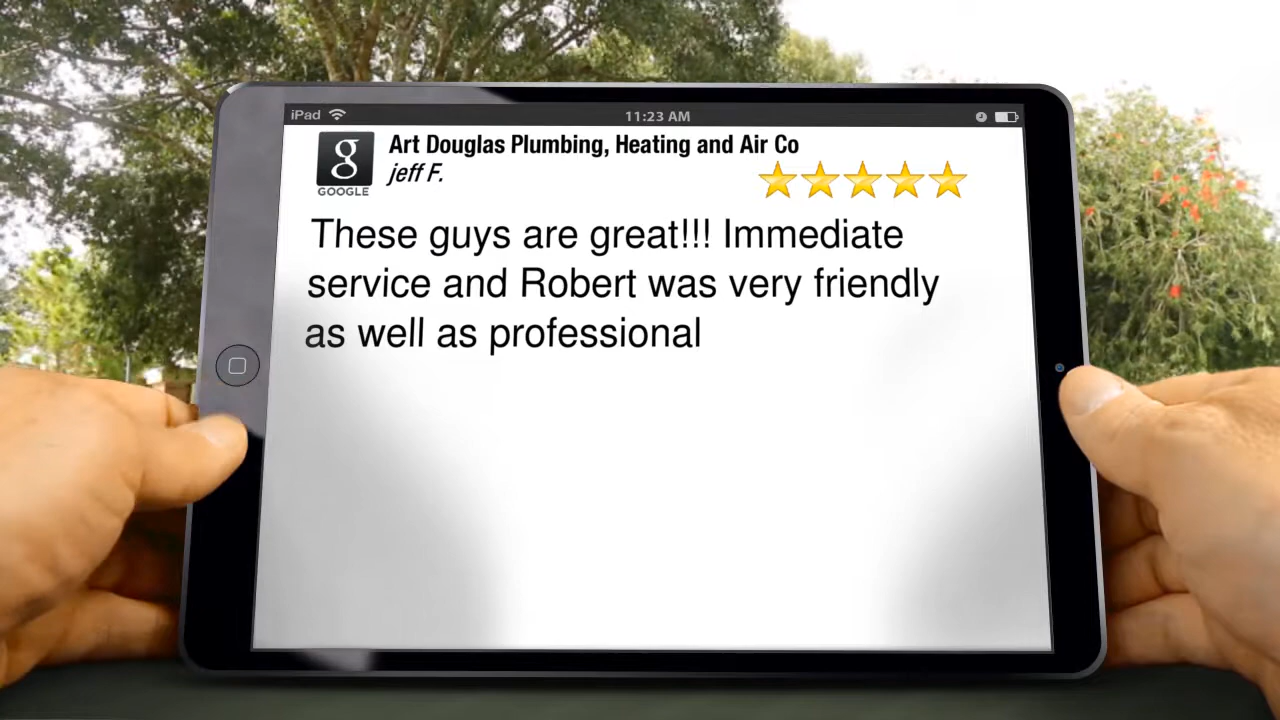 iPad 11:23 AM
Art Douglas Plumbing, Heating and Air Co
jeff F.
g
GOOGLE
These guys are great!!! Immediate
service and Robert was very friendly
as well as professional